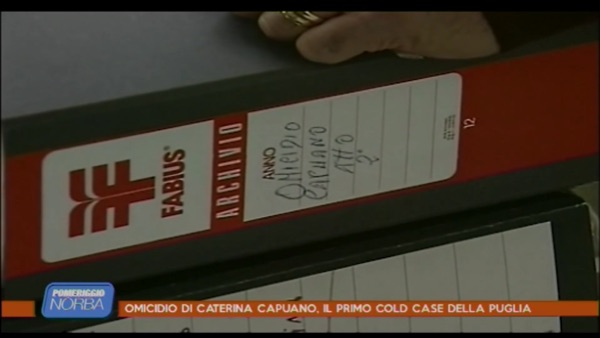 FABIUS®
ARCHIVIO
ANNO
OMICIDIO
CAPUANO
Atto
2°
12
POMERIGGIO
NORBA
OMICIDIO DI CATERINA CAPUANO, IL PRIMO COLD CASE DELLA PUGLIA